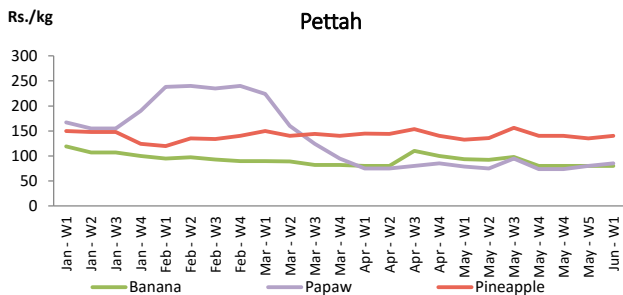 Rs./kg
Pettah
300
250
200
150
100
50
0
Jan - W1
Jan - W2
Jan - W3
Jan - W4
Feb - W1
Feb - W2
Feb - W3
Feb - W4
Mar - W1
Mar - W2
Mar - W3
Mar - W4
Apr - W1
Apr - W2
Apr - W3
Apr - W4
May - W1
May - W2
May - W3
May - W4
May - W4
May - W5
Jun - W1
Banana Papaw Pineapple